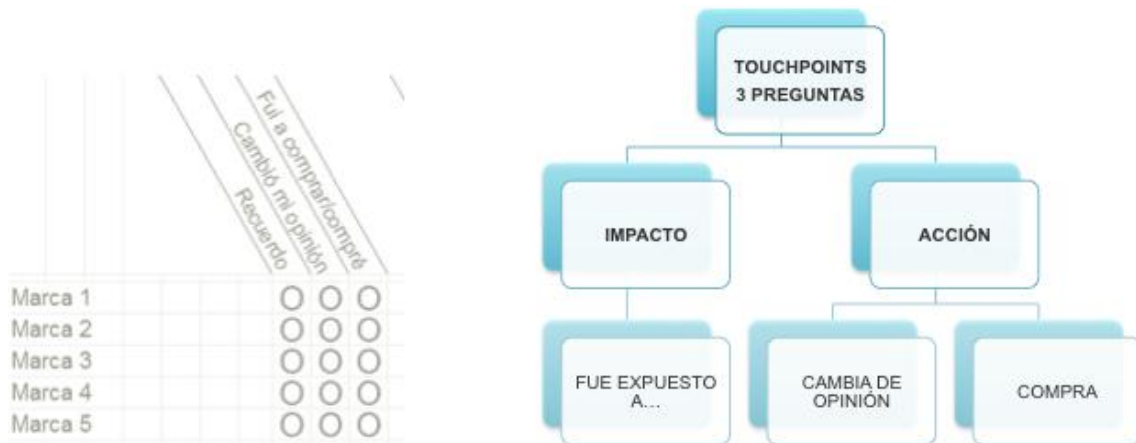 Fui a comprar/compré
Cambió mi opinión
Recuerdo
Marca 1
Marca 2
Marca 3
Marca 4
Marca 5
TOUCHPOINTS
3 PREGUNTAS
IMPACTO
ACCIÓN
FUE EXPUESTO
A...
CAMBIA DE
OPINIÓN
COMPRA